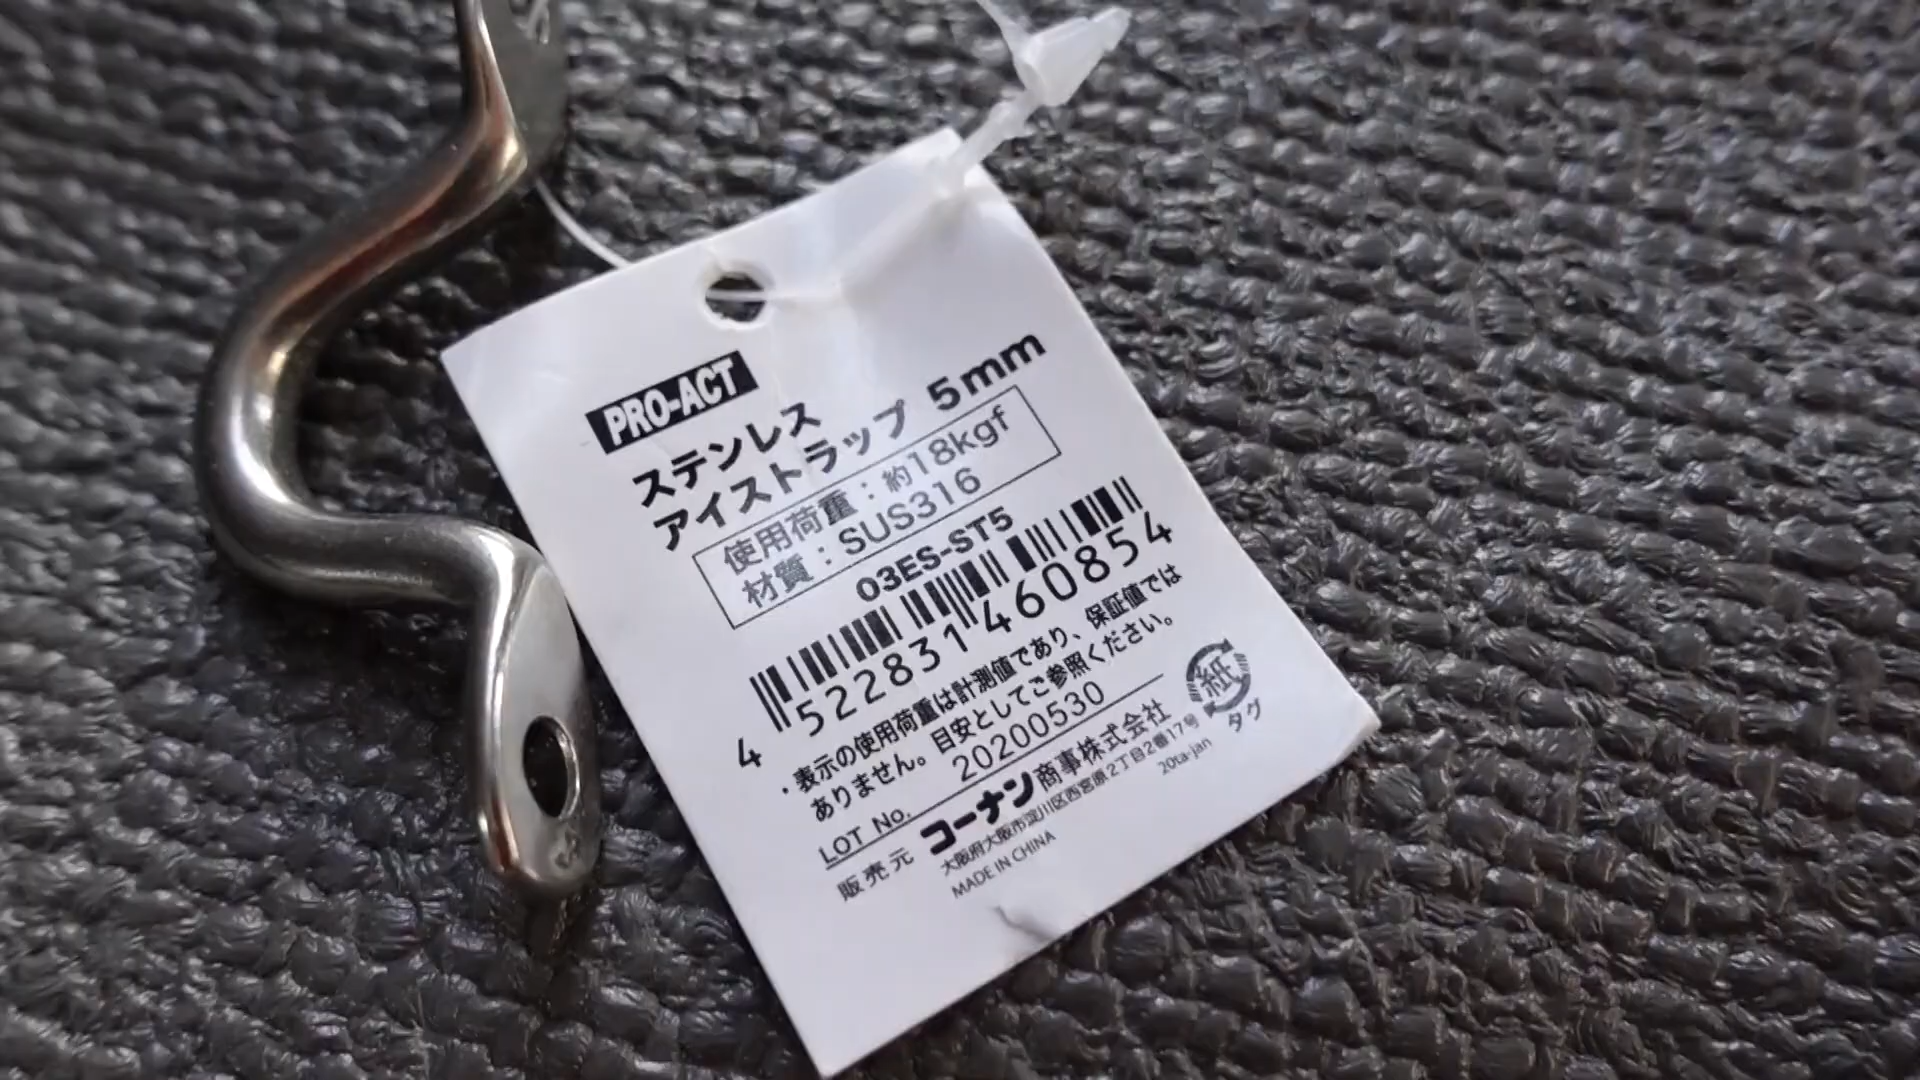 PRO-ACT
ステンレス
アイストラップ 5mm
使用荷重：約18kgf
材質：SUS316
03ES-ST5
4 522831 460854
・表示の使用荷重は計測値であり、保証値では
ありません。目安としてご参照ください。
LOT No. 20200530
販売元 コーナン商事株式会社
大阪府大阪市淀川区西宮原2丁目2番17号
MADE IN CHINA
20ta-jan
紙
タグ